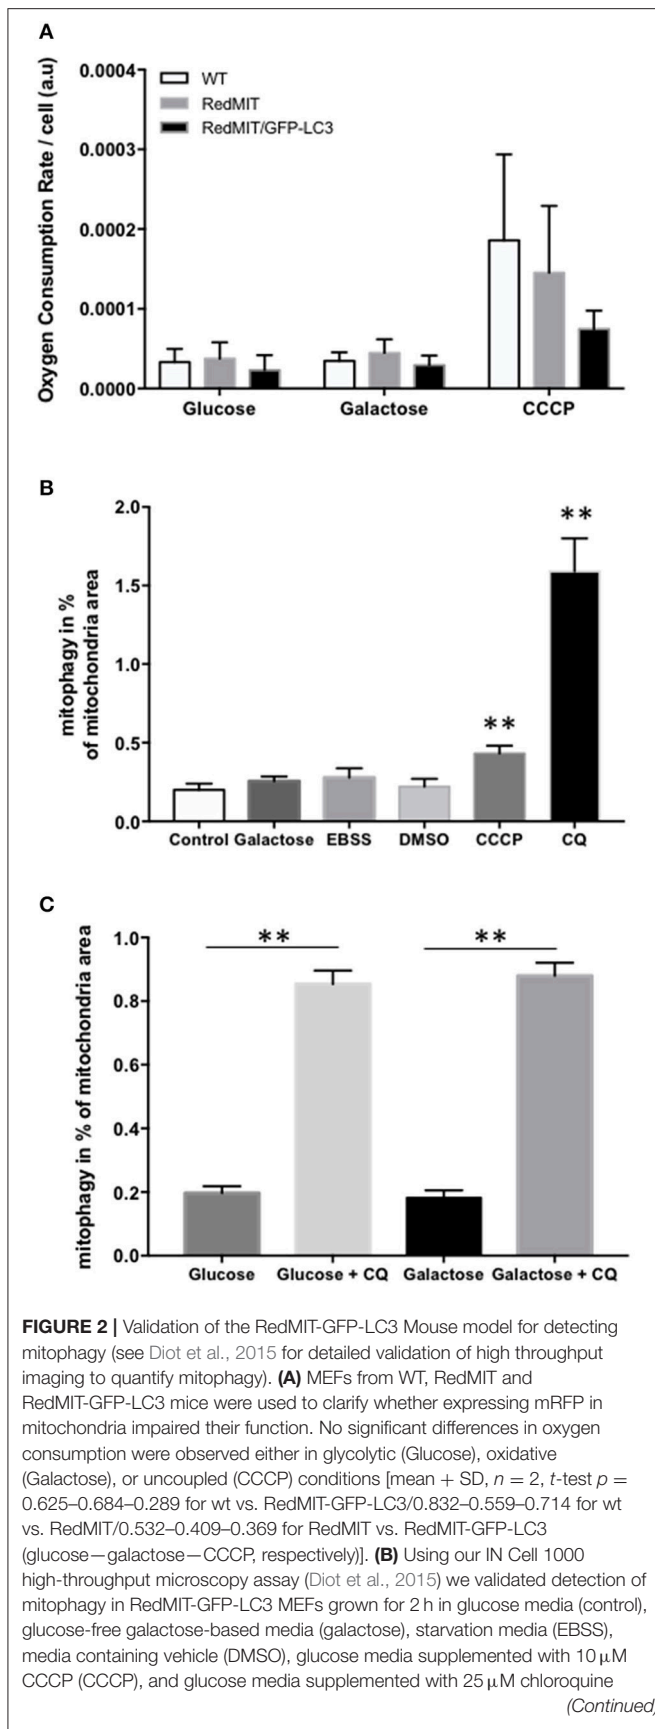 A
Oxygen Consumption Rate / cell (a.u)
0.0004
0.0003
0.0002
0.0001
0.0000
WT
RedMIT
RedMIT/GFP-LC3
Glucose Galactose CCCP
B
mitophagy in %
of mitochondria area
2.0
1.5
1.0
0.5
0.0
**
**
Control Galactose EBSS DMSO CCCP CQ
C
mitophagy in % of mitochondria area
1.0
0.8
0.6
0.4
0.2
0.0
** **
Glucose Glucose + CQ Galactose Galactose + CQ
FIGURE 2 | Validation of the RedMIT-GFP-LC3 Mouse model for detecting
mitophagy (see Diot et al., 2015 for detailed validation of high throughput
imaging to quantify mitophagy). (A) MEFs from WT, RedMIT and
RedMIT-GFP-LC3 mice were used to clarify whether expressing mRFP in
mitochondria impaired their function. No significant differences in oxygen
consumption were observed either in glycolytic (Glucose), oxidative
(Galactose), or uncoupled (CCCP) conditions [mean + SD, n = 2, t-test p =
0.625–0.684–0.289 for wt vs. RedMIT-GFP-LC3/0.832–0.559–0.714 for wt
vs. RedMIT/0.532–0.409–0.369 for RedMIT vs. RedMIT-GFP-LC3
(glucose—galactose—CCCP, respectively)]. (B) Using our IN Cell 1000
high-throughput microscopy assay (Diot et al., 2015) we validated detection of
mitophagy in RedMIT-GFP-LC3 MEFs grown for 2 h in glucose media (control),
glucose-free galactose-based media (galactose), starvation media (EBSS),
media containing vehicle (DMSO), glucose media supplemented with 10 μM
CCCP (CCCP), and glucose media supplemented with 25 μM chloroquine
(Continued)